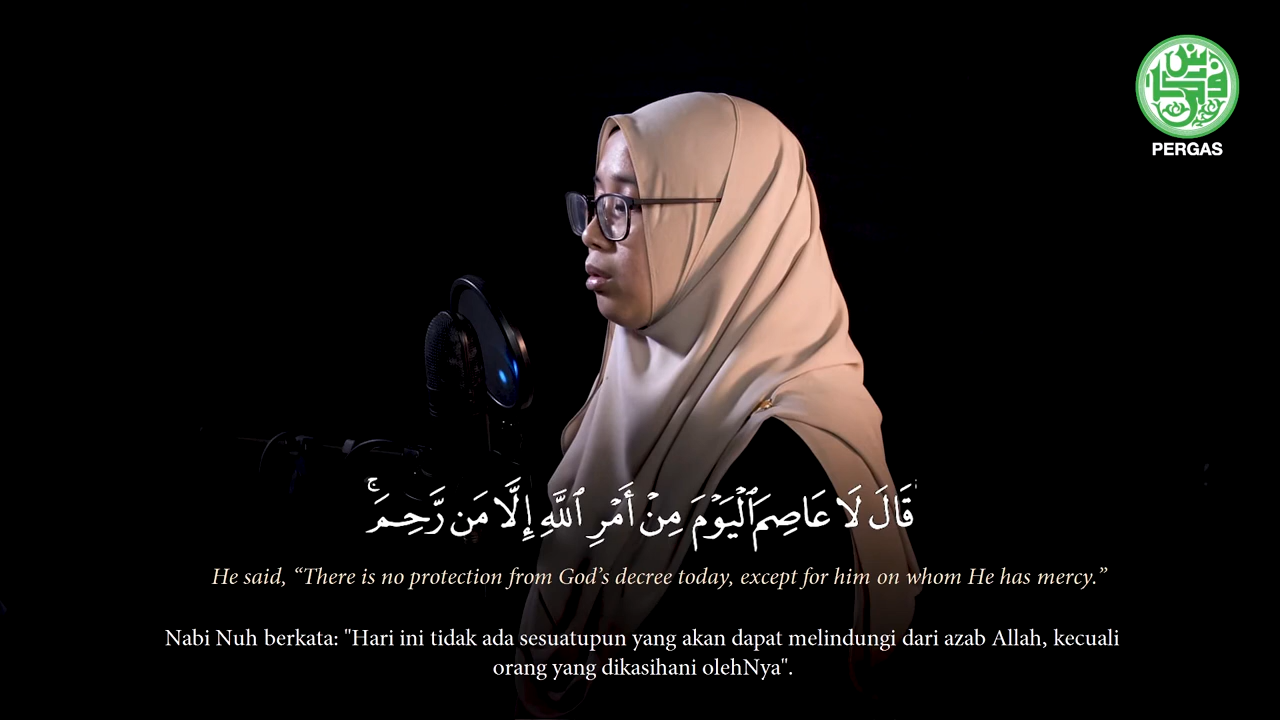 PERGAS
قَالَ لَا عَاصِمَ ٱلْيَوْمَ مِنْ أَمْرِ ٱللَّهِ إِلَّا مَن رَّحِمَ ۚ
He said, “There is no protection from God’s decree today, except for him on whom He has mercy.”
Nabi Nuh berkata: "Hari ini tidak ada sesuatupun yang akan dapat melindungi dari azab Allah, kecuali
orang yang dikasihani olehNya".